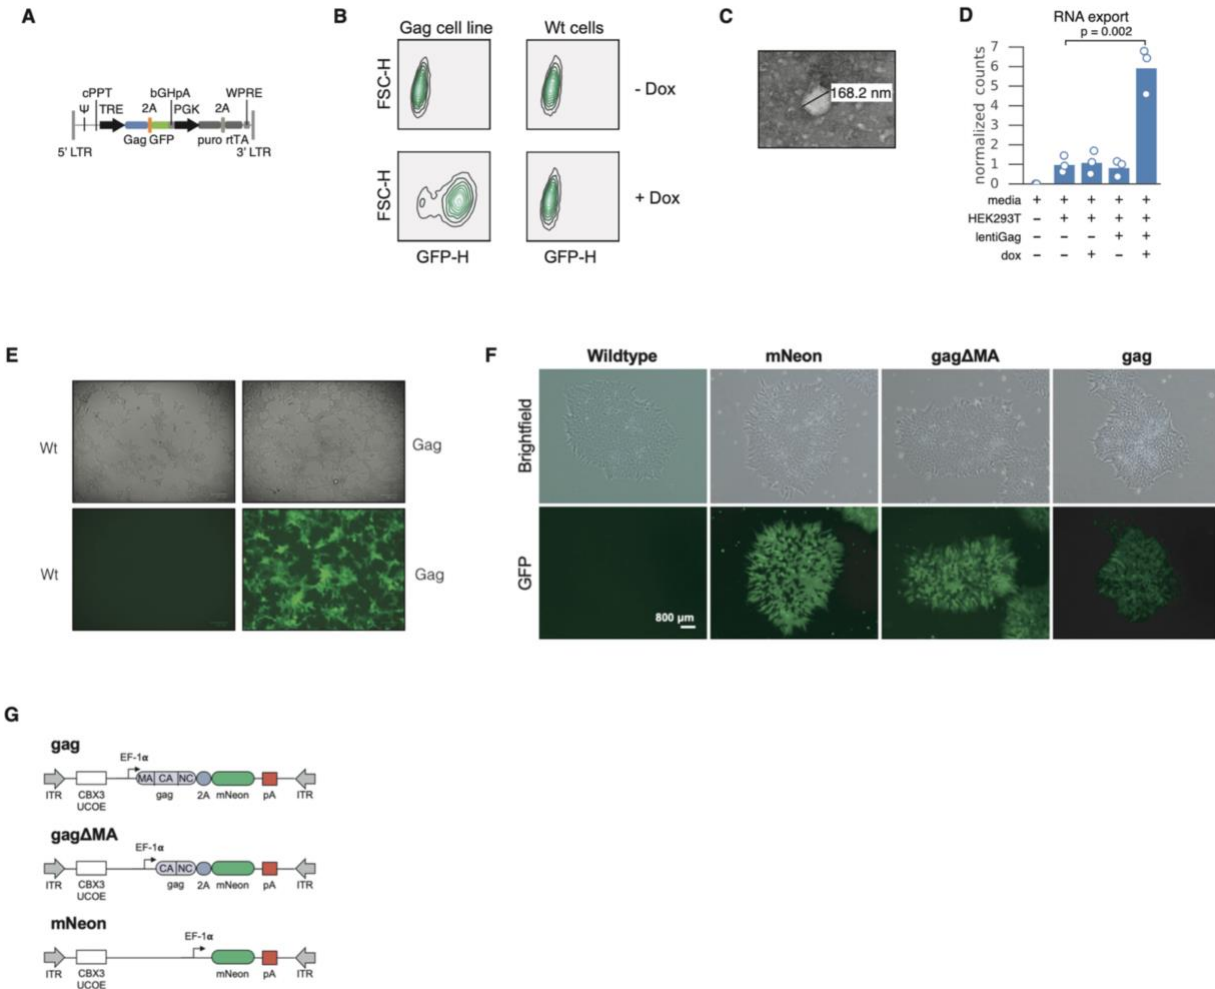 A
cPPT
bGHpA
WPRE
Ψ
TRE
2A
PGK
2A
Gag
GFP
puro
rtTA
5' LTR
3' LTR
B
Gag cell line
Wt cells
FSC-H
- Dox
FSC-H
+ Dox
GFP-H
GFP-H
C
168.2 nm
D
RNA export
p = 0.002
normalized counts
7
6
5
4
3
2
1
0
media + + + + +
HEK293T – + + + +
lentiGag – – – + +
dox – – + – +
E
Wt
Gag
Wt
Gag
F
Wildtype
mNeon
gagΔMA
gag
Brightfield
GFP
800 µm
G
gag
EF-1α
MA CA NC
ITR
CBX3
UCOE
gag
2A
mNeon
pA
ITR
gagΔMA
EF-1α
CA NC
ITR
CBX3
UCOE
gag
2A
mNeon
pA
ITR
mNeon
EF-1α
ITR
CBX3
UCOE
mNeon
pA
ITR